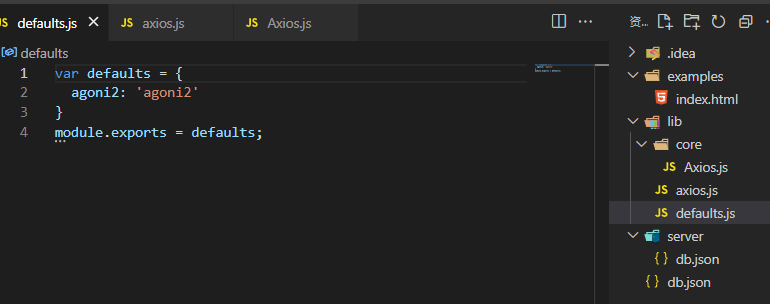 JS defaults.js
JS axios.js
JS Axios.js
defaults
1 var defaults = {
2 agoni2: 'agoni2'
3 }
4 module.exports = defaults;
资...
.idea
examples
index.html
lib
core
JS Axios.js
JS axios.js
JS defaults.js
server
{ } db.json
{ } db.json